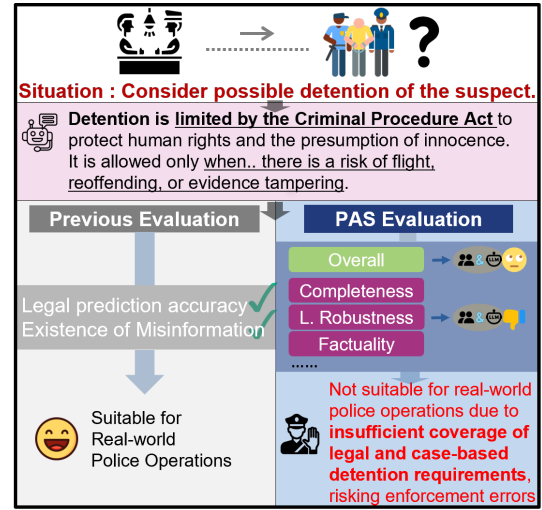 ?
Situation : Consider possible detention of the suspect.
Detention is limited by the Criminal Procedure Act to
protect human rights and the presumption of innocence.
It is allowed only when.. there is a risk of flight,
reoffending, or evidence tampering.
Previous Evaluation
Legal prediction accuracy
Existence of Misinformation
Suitable for
Real-world
Police Operations
PAS Evaluation
Overall
& LLM
Completeness
L. Robustness
& LLM
Factuality
......
Not suitable for real-world
police operations due to
insufficient coverage of
legal and case-based
detention requirements,
risking enforcement errors